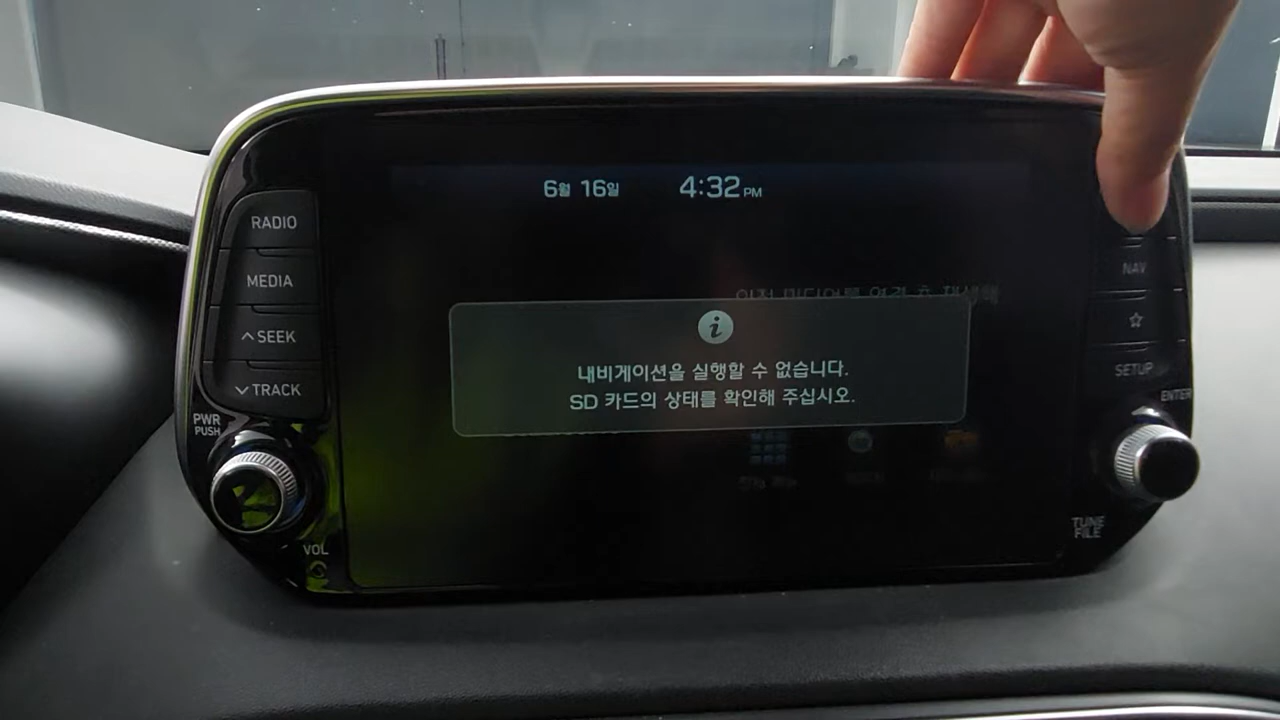 6월 16일 4:32 PM
RADIO
MEDIA
SEEK
TRACK
PWR
PUSH
VOL
내비게이션을 실행할 수 없습니다.
SD 카드의 상태를 확인해 주십시오.
NAV
SETUP
ENTER
TUNE
FILE